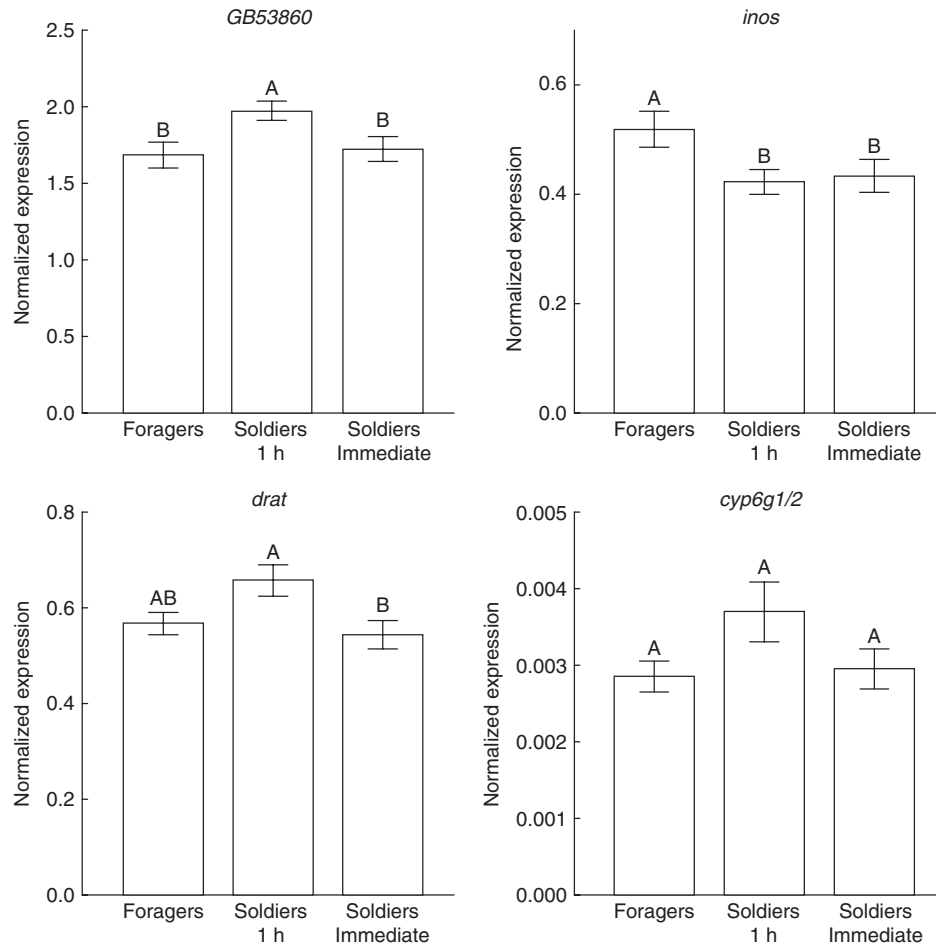 GB53860
2.5
2.0
1.5
1.0
0.5
0.0
Normalized expression
B
A
B
Foragers
Soldiers
1 h
Soldiers
Immediate
inos
0.6
0.4
0.2
0.0
Normalized expression
A
B
B
Foragers
Soldiers
1 h
Soldiers
Immediate
drat
0.8
0.6
0.4
0.2
0.0
Normalized expression
AB
A
B
Foragers
Soldiers
1 h
Soldiers
Immediate
cyp6g1/2
0.005
0.004
0.003
0.002
0.001
0.000
Normalized expression
A
A
A
Foragers
Soldiers
1 h
Soldiers
Immediate